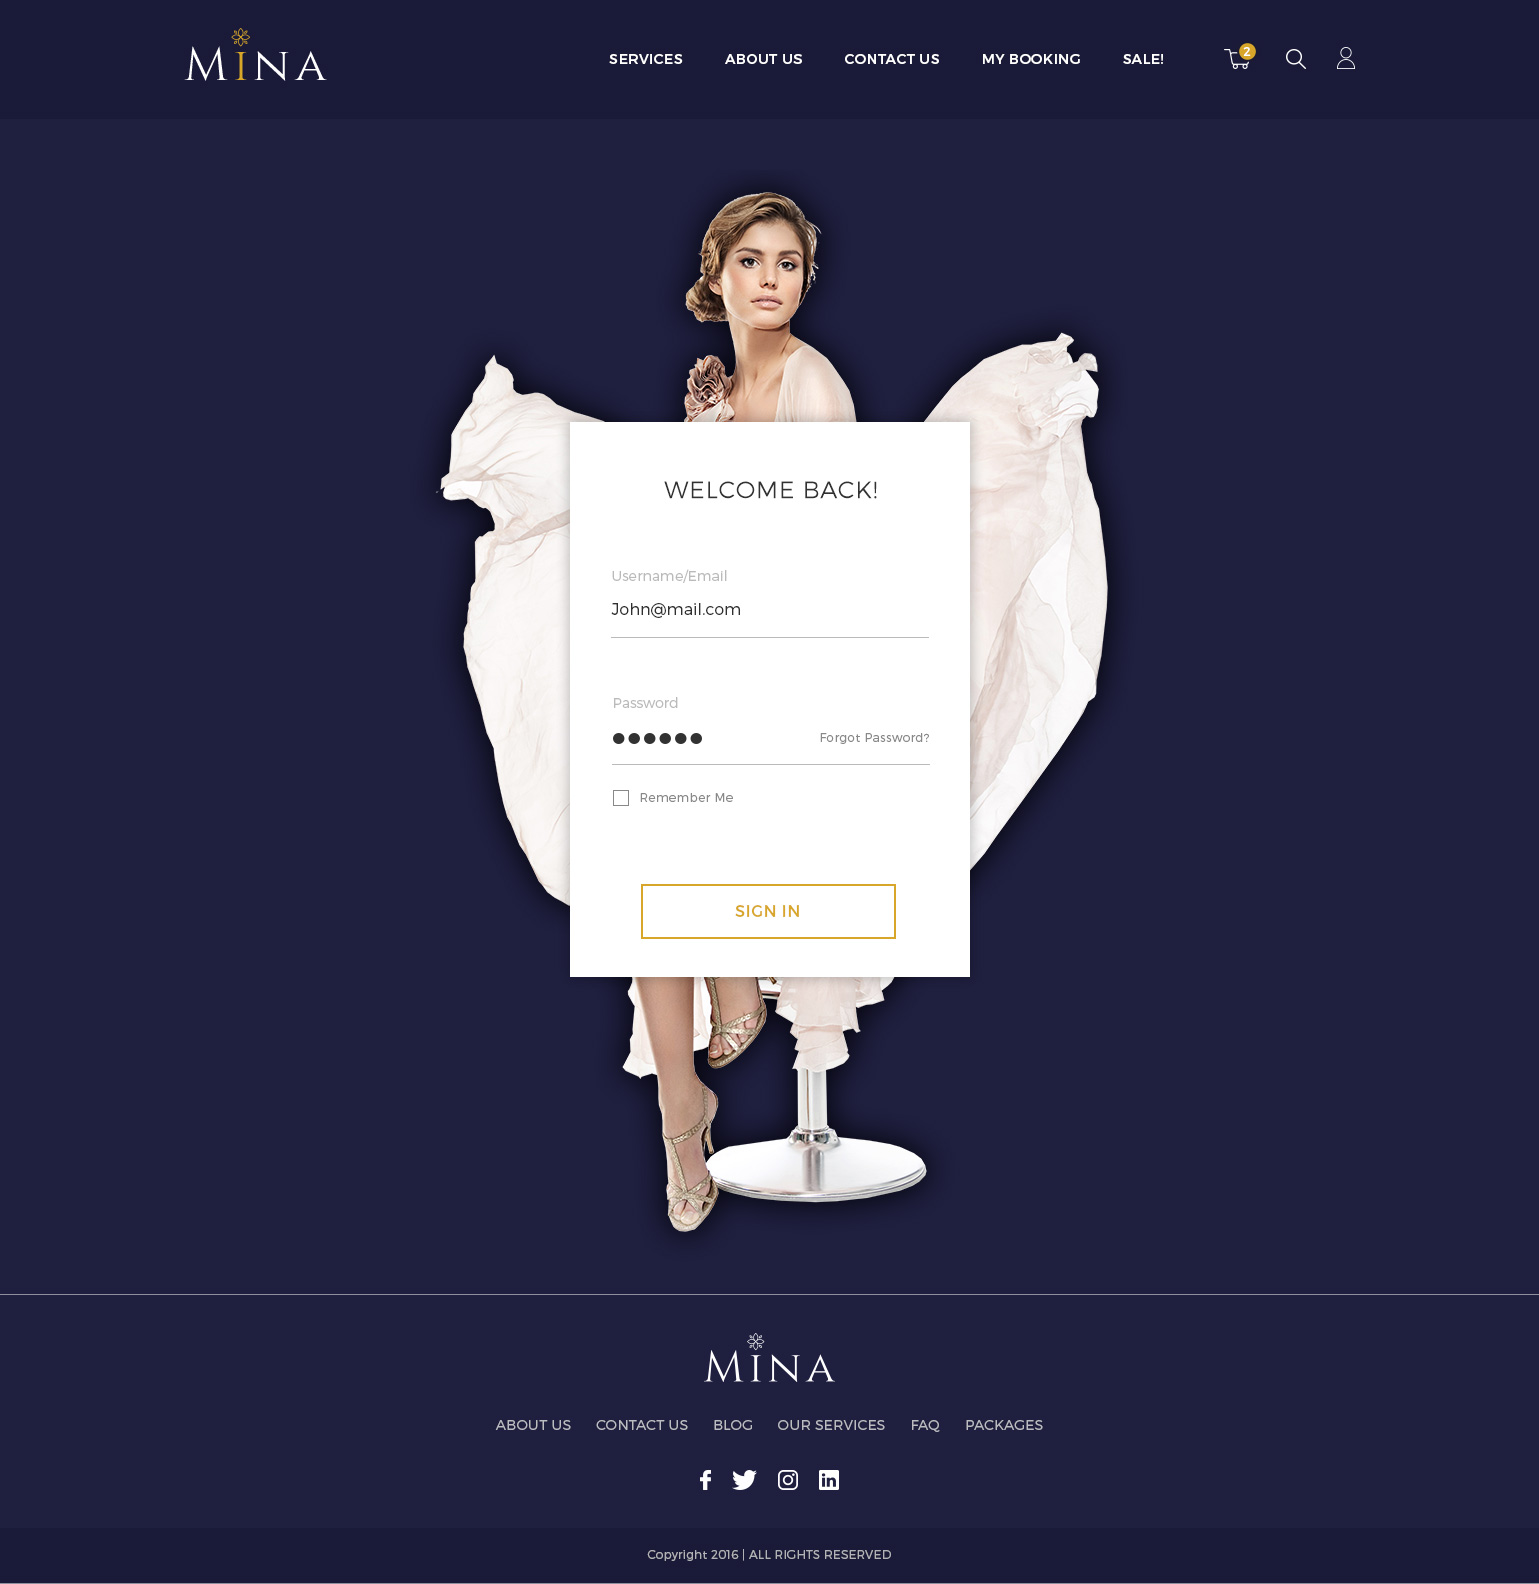 MINA
SERVICES ABOUT US CONTACT US MY BOOKING SALE! 2
WELCOME BACK!
Username/Email
John@mail.com
Password
●●●●●● Forgot Password?
Remember Me
SIGN IN
MINA
ABOUT US CONTACT US BLOG OUR SERVICES FAQ PACKAGES
Copyright 2016 | ALL RIGHTS RESERVED